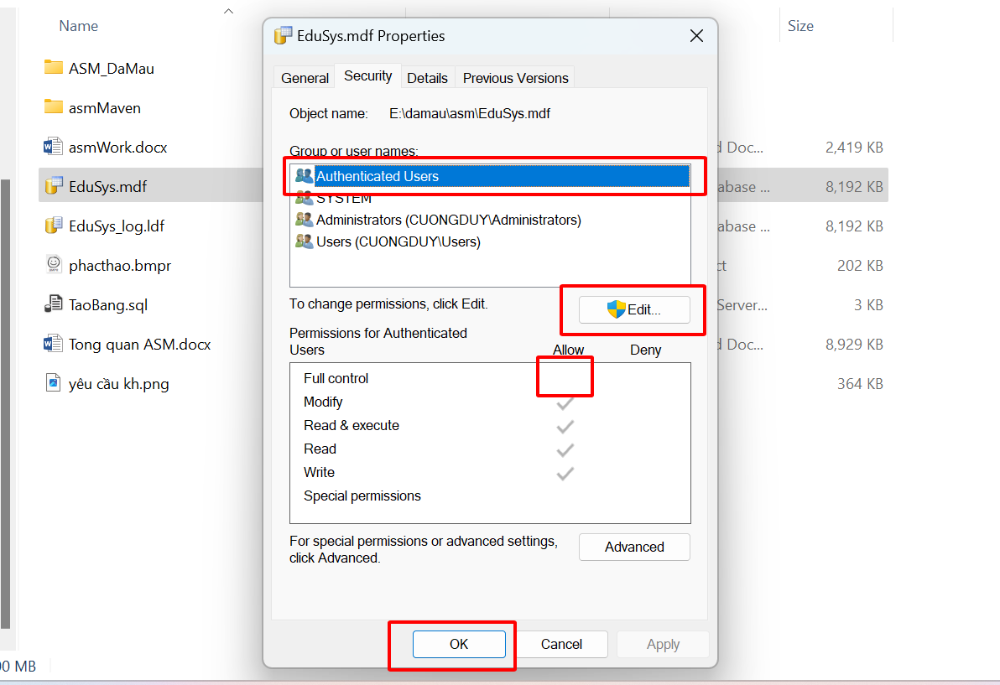 Name
Size
ASM_DaMau
asmMaven
asmWork.docx
d Doc...
2,419 KB
EduSys.mdf
abase ...
8,192 KB
EduSys_log.ldf
abase ...
8,192 KB
phacthao.bmpr
ct
202 KB
TaoBang.sql
Server...
3 KB
Tong quan ASM.docx
d Doc...
8,929 KB
yêu cầu kh.png
364 KB
00 MB
EduSys.mdf Properties
General
Security
Details
Previous Versions
Object name:
E:\damau\asm\EduSys.mdf
Group or user names:
Authenticated Users
SYSTEM
Administrators (CUONGDUY\Administrators)
Users (CUONGDUY\Users)
To change permissions, click Edit.
Edit...
Permissions for Authenticated
Users
Allow
Deny
Full control
Modify
Read & execute
Read
Write
Special permissions
For special permissions or advanced settings,
click Advanced.
Advanced
OK
Cancel
Apply